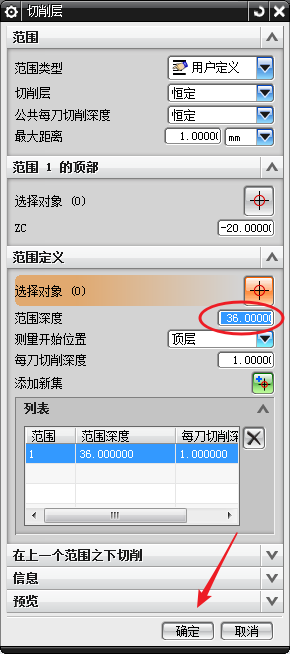 切削层
范围
范围类型 用户定义
切削层 恒定
公共每刀切削深度 恒定
最大距离 1.0000 mm
范围 1 的顶部
选择对象 (0)
ZC -20.0000
范围定义
选择对象 (0)
范围深度 36.0000
测量开始位置 顶层
每刀切削深度 1.0000
添加新集
列表
范围 范围深度 每刀切削深
1 36.000000 1.000000
在上一个范围之下切削
信息
预览
确定 取消